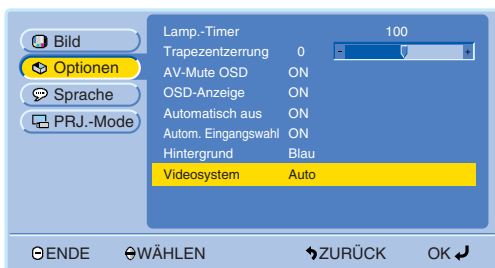 Bild
Optionen
Sprache
PRJ.-Mode
Lamp.-Timer 100
Trapezentzerrung 0 - +
AV-Mute OSD ON
OSD-Anzeige ON
Automatisch aus ON
Autom. Eingangswahl ON
Hintergrund Blau
Videosystem Auto
ENDE WÄHLEN ZURÜCK OK